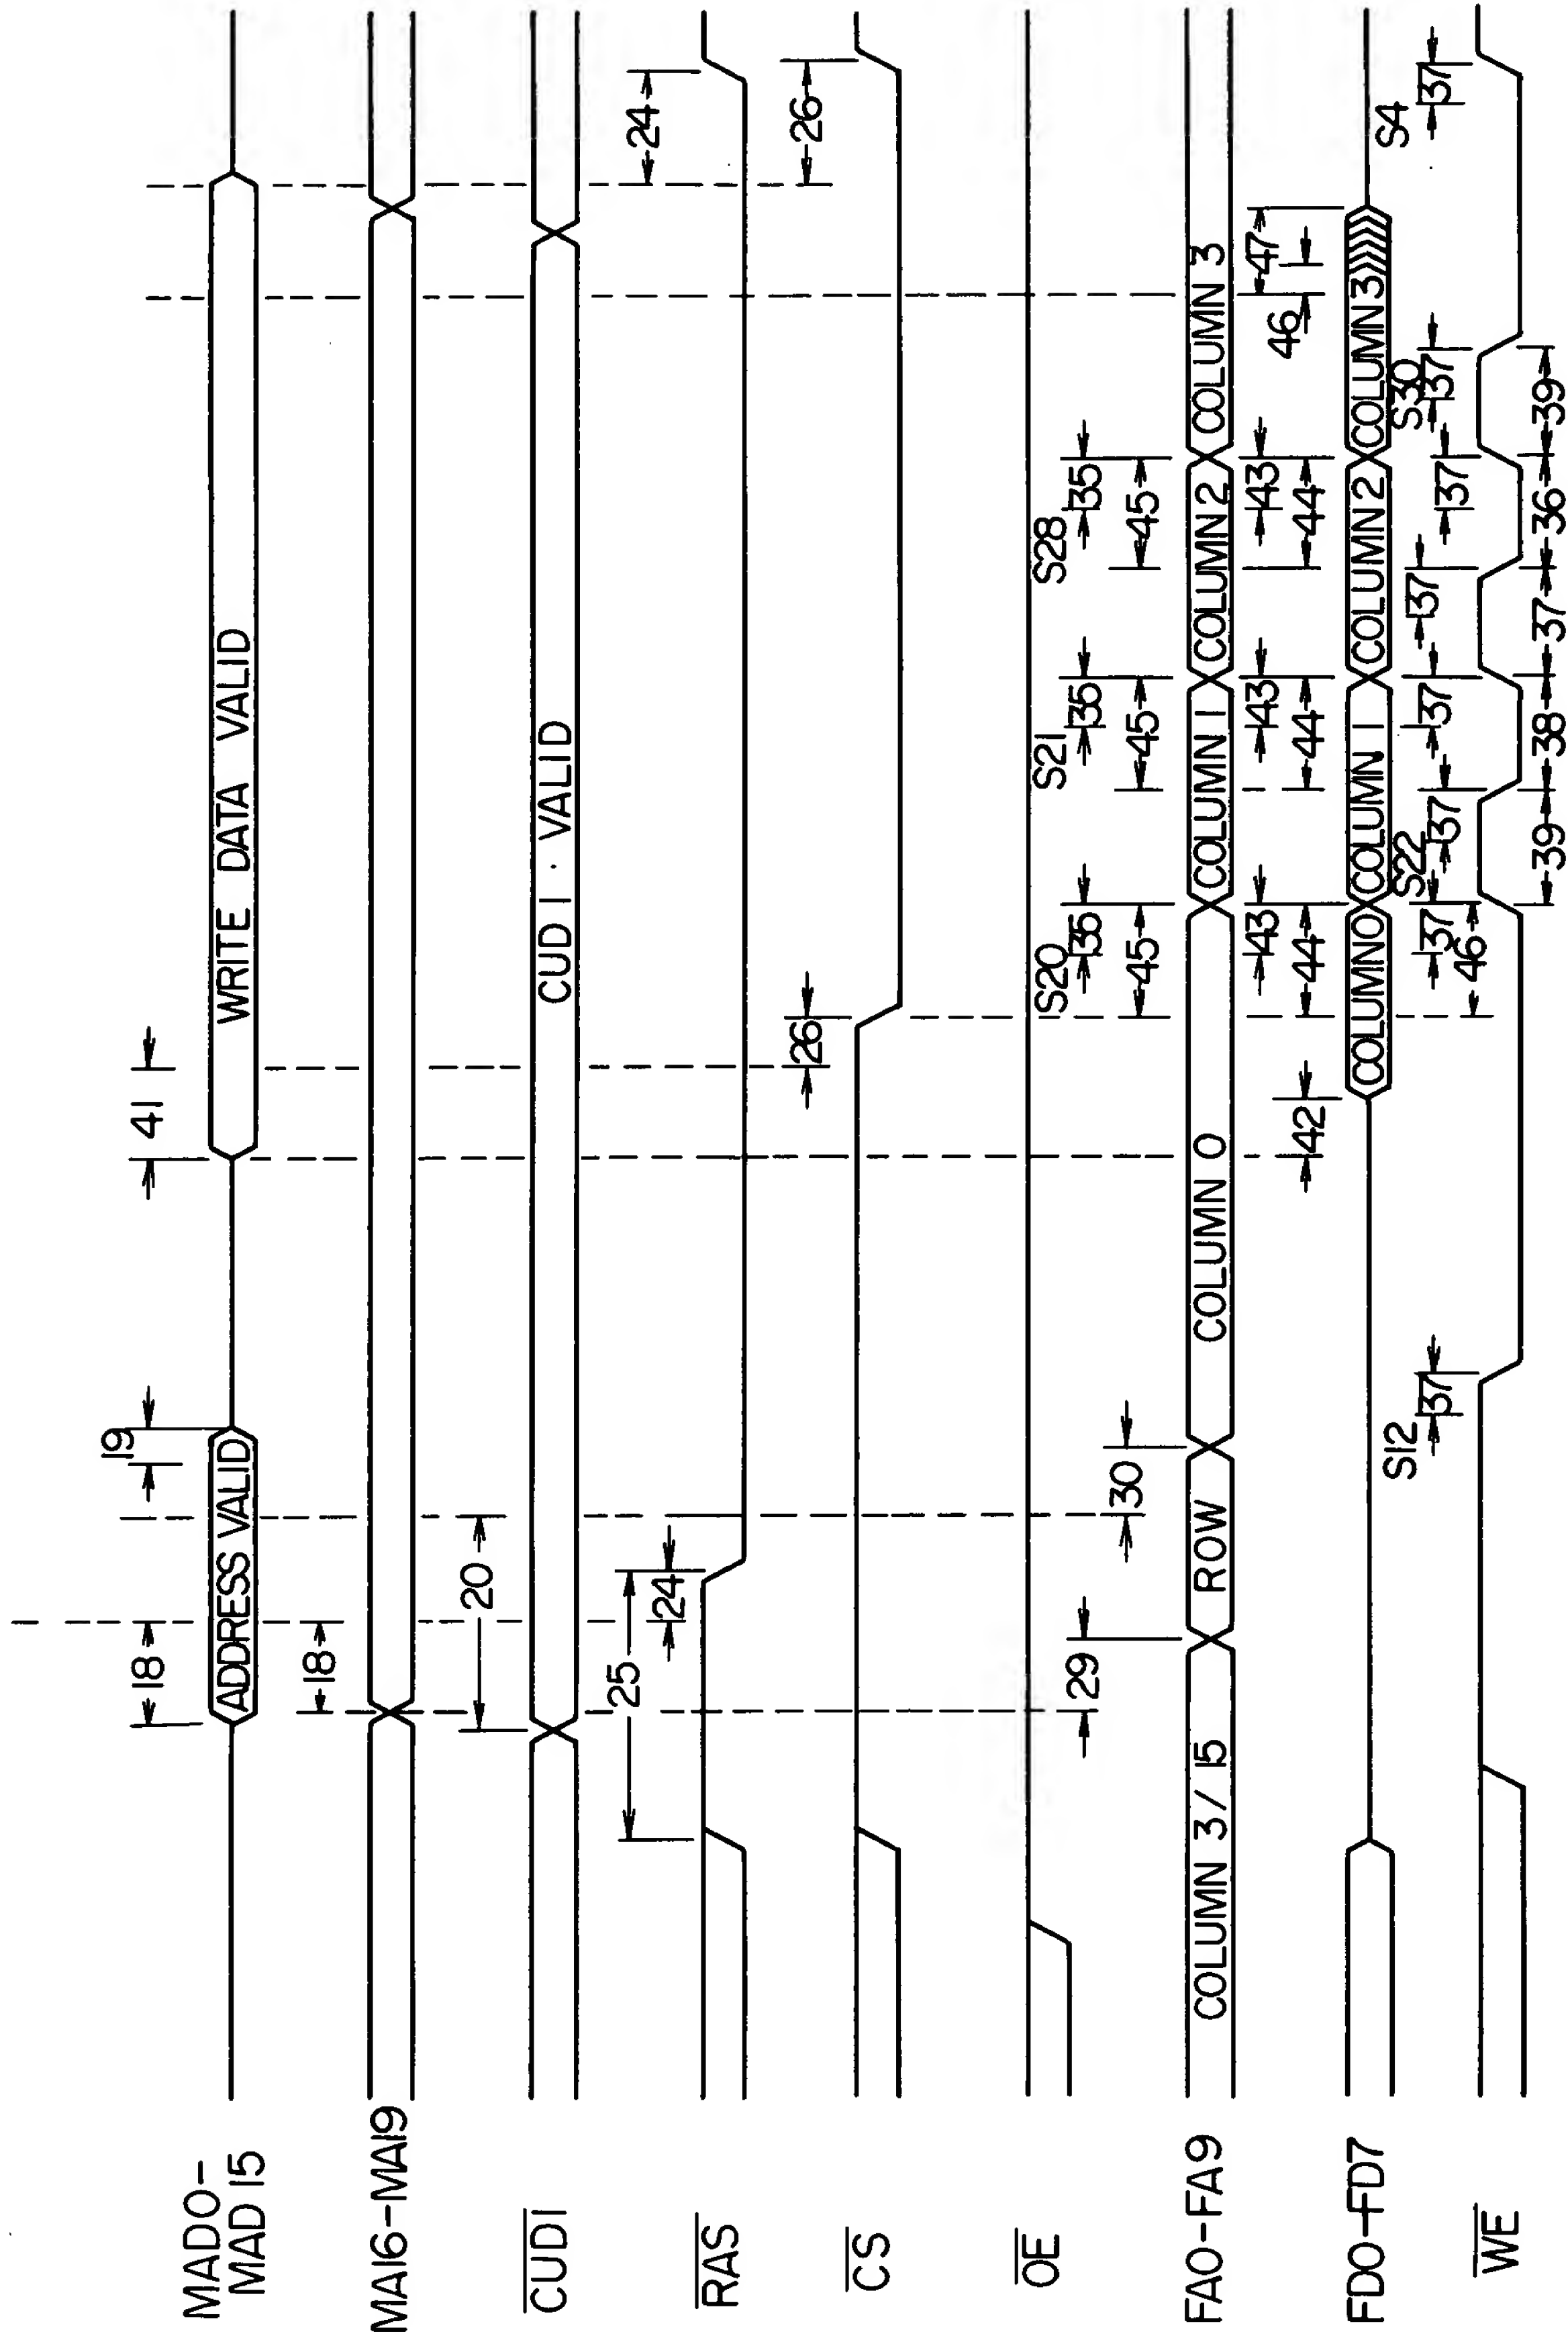 MAD0-
MAD 15
19
41
18
ADDRESS VALID
WRITE DATA VALID
MA16-MA19
18
CUD1
20
CUD 1 · VALID
RAS
25
24
24
CS
26
26
OE
S20
S21
S28
29
30
35
35
35
45
45
45
FA0-FA9
COLUMN 3/15
ROW
COLUMN 0
COLUMN 1
COLUMN 2
COLUMN 3
42
43
43
43
47
44
44
44
46
FD0-FD7
COLUMN0
COLUMN 1
COLUMN 2
COLUMN3
S12
S22
S30
S4
37
37
37
37
37
37
37
37
46
WE
39
38
37
36
39